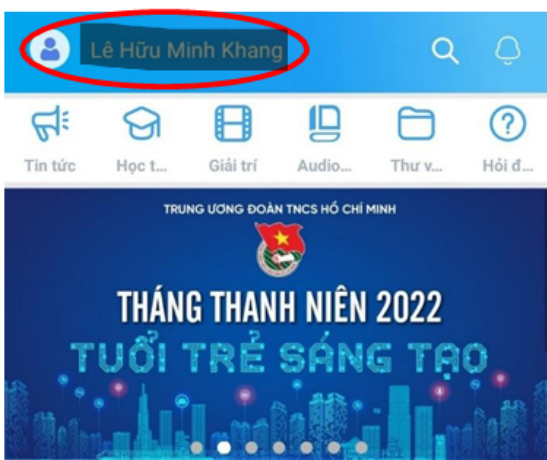 Lê Hữu Minh Khang
Tin tức Học t... Giải trí Audio... Thư v... Hỏi đ...
TRUNG ƯƠNG ĐOÀN TNCS HỒ CHÍ MINH
THÁNG THANH NIÊN 2022
TUỔI TRẺ SÁNG TẠO